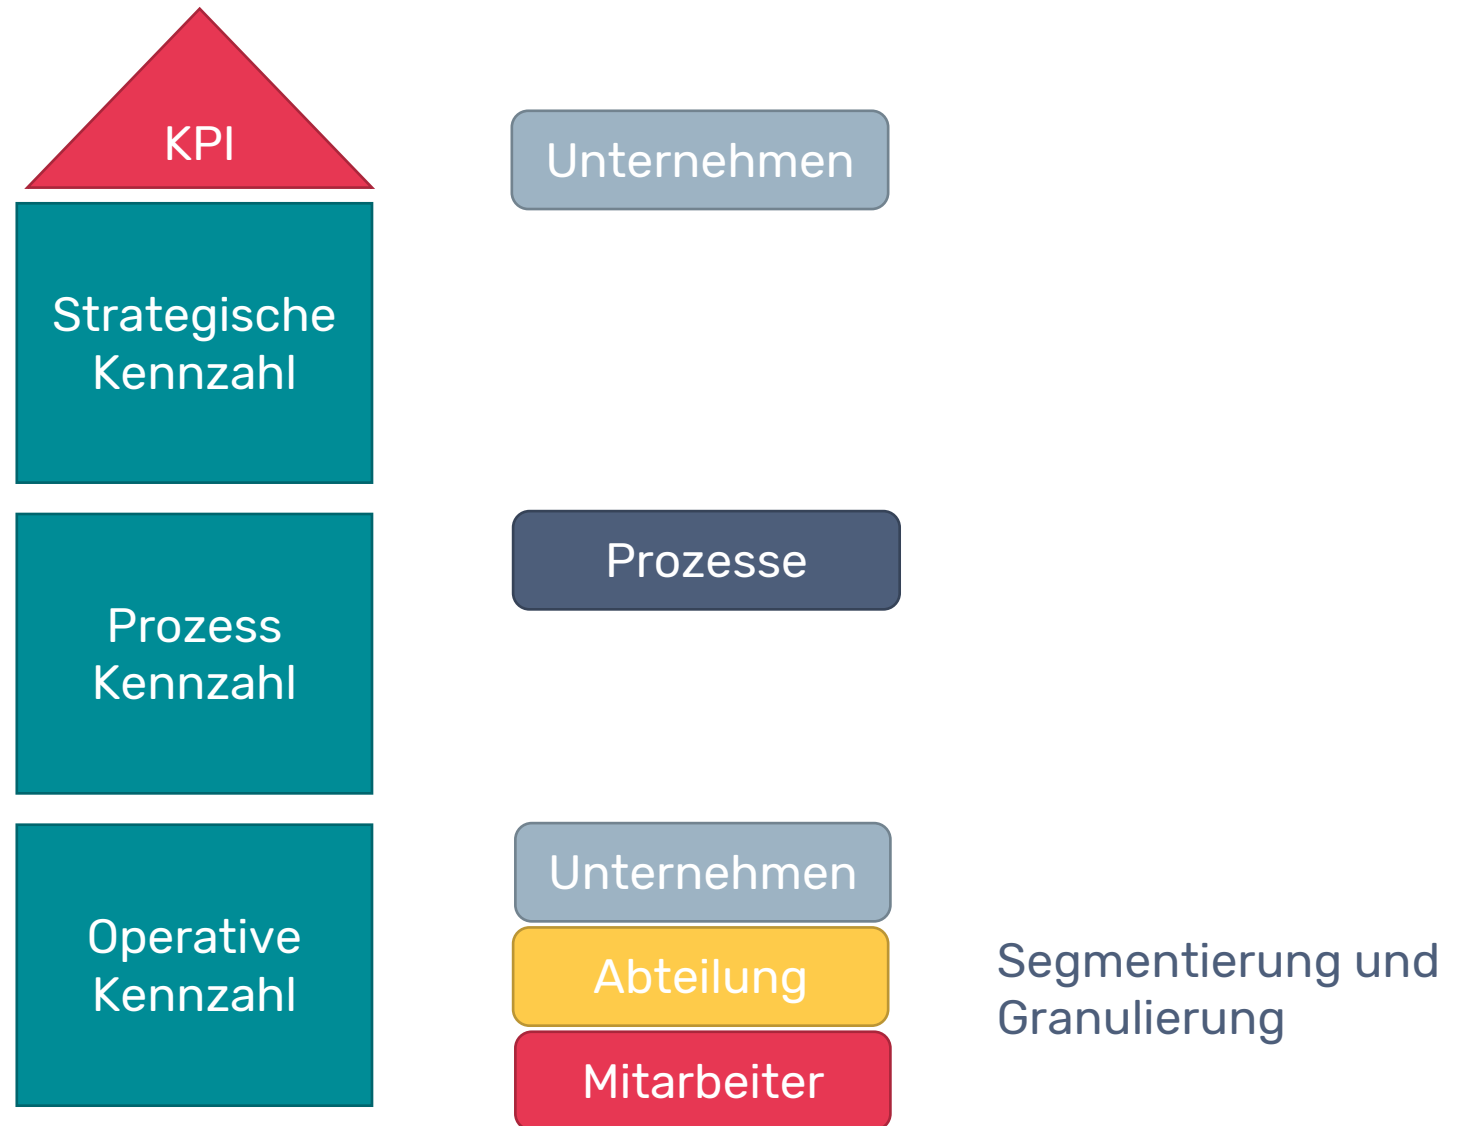 KPI
Unternehmen
Strategische
Kennzahl
Prozesse
Prozess
Kennzahl
Unternehmen
Operative
Kennzahl
Abteilung
Segmentierung und
Granulierung
Mitarbeiter